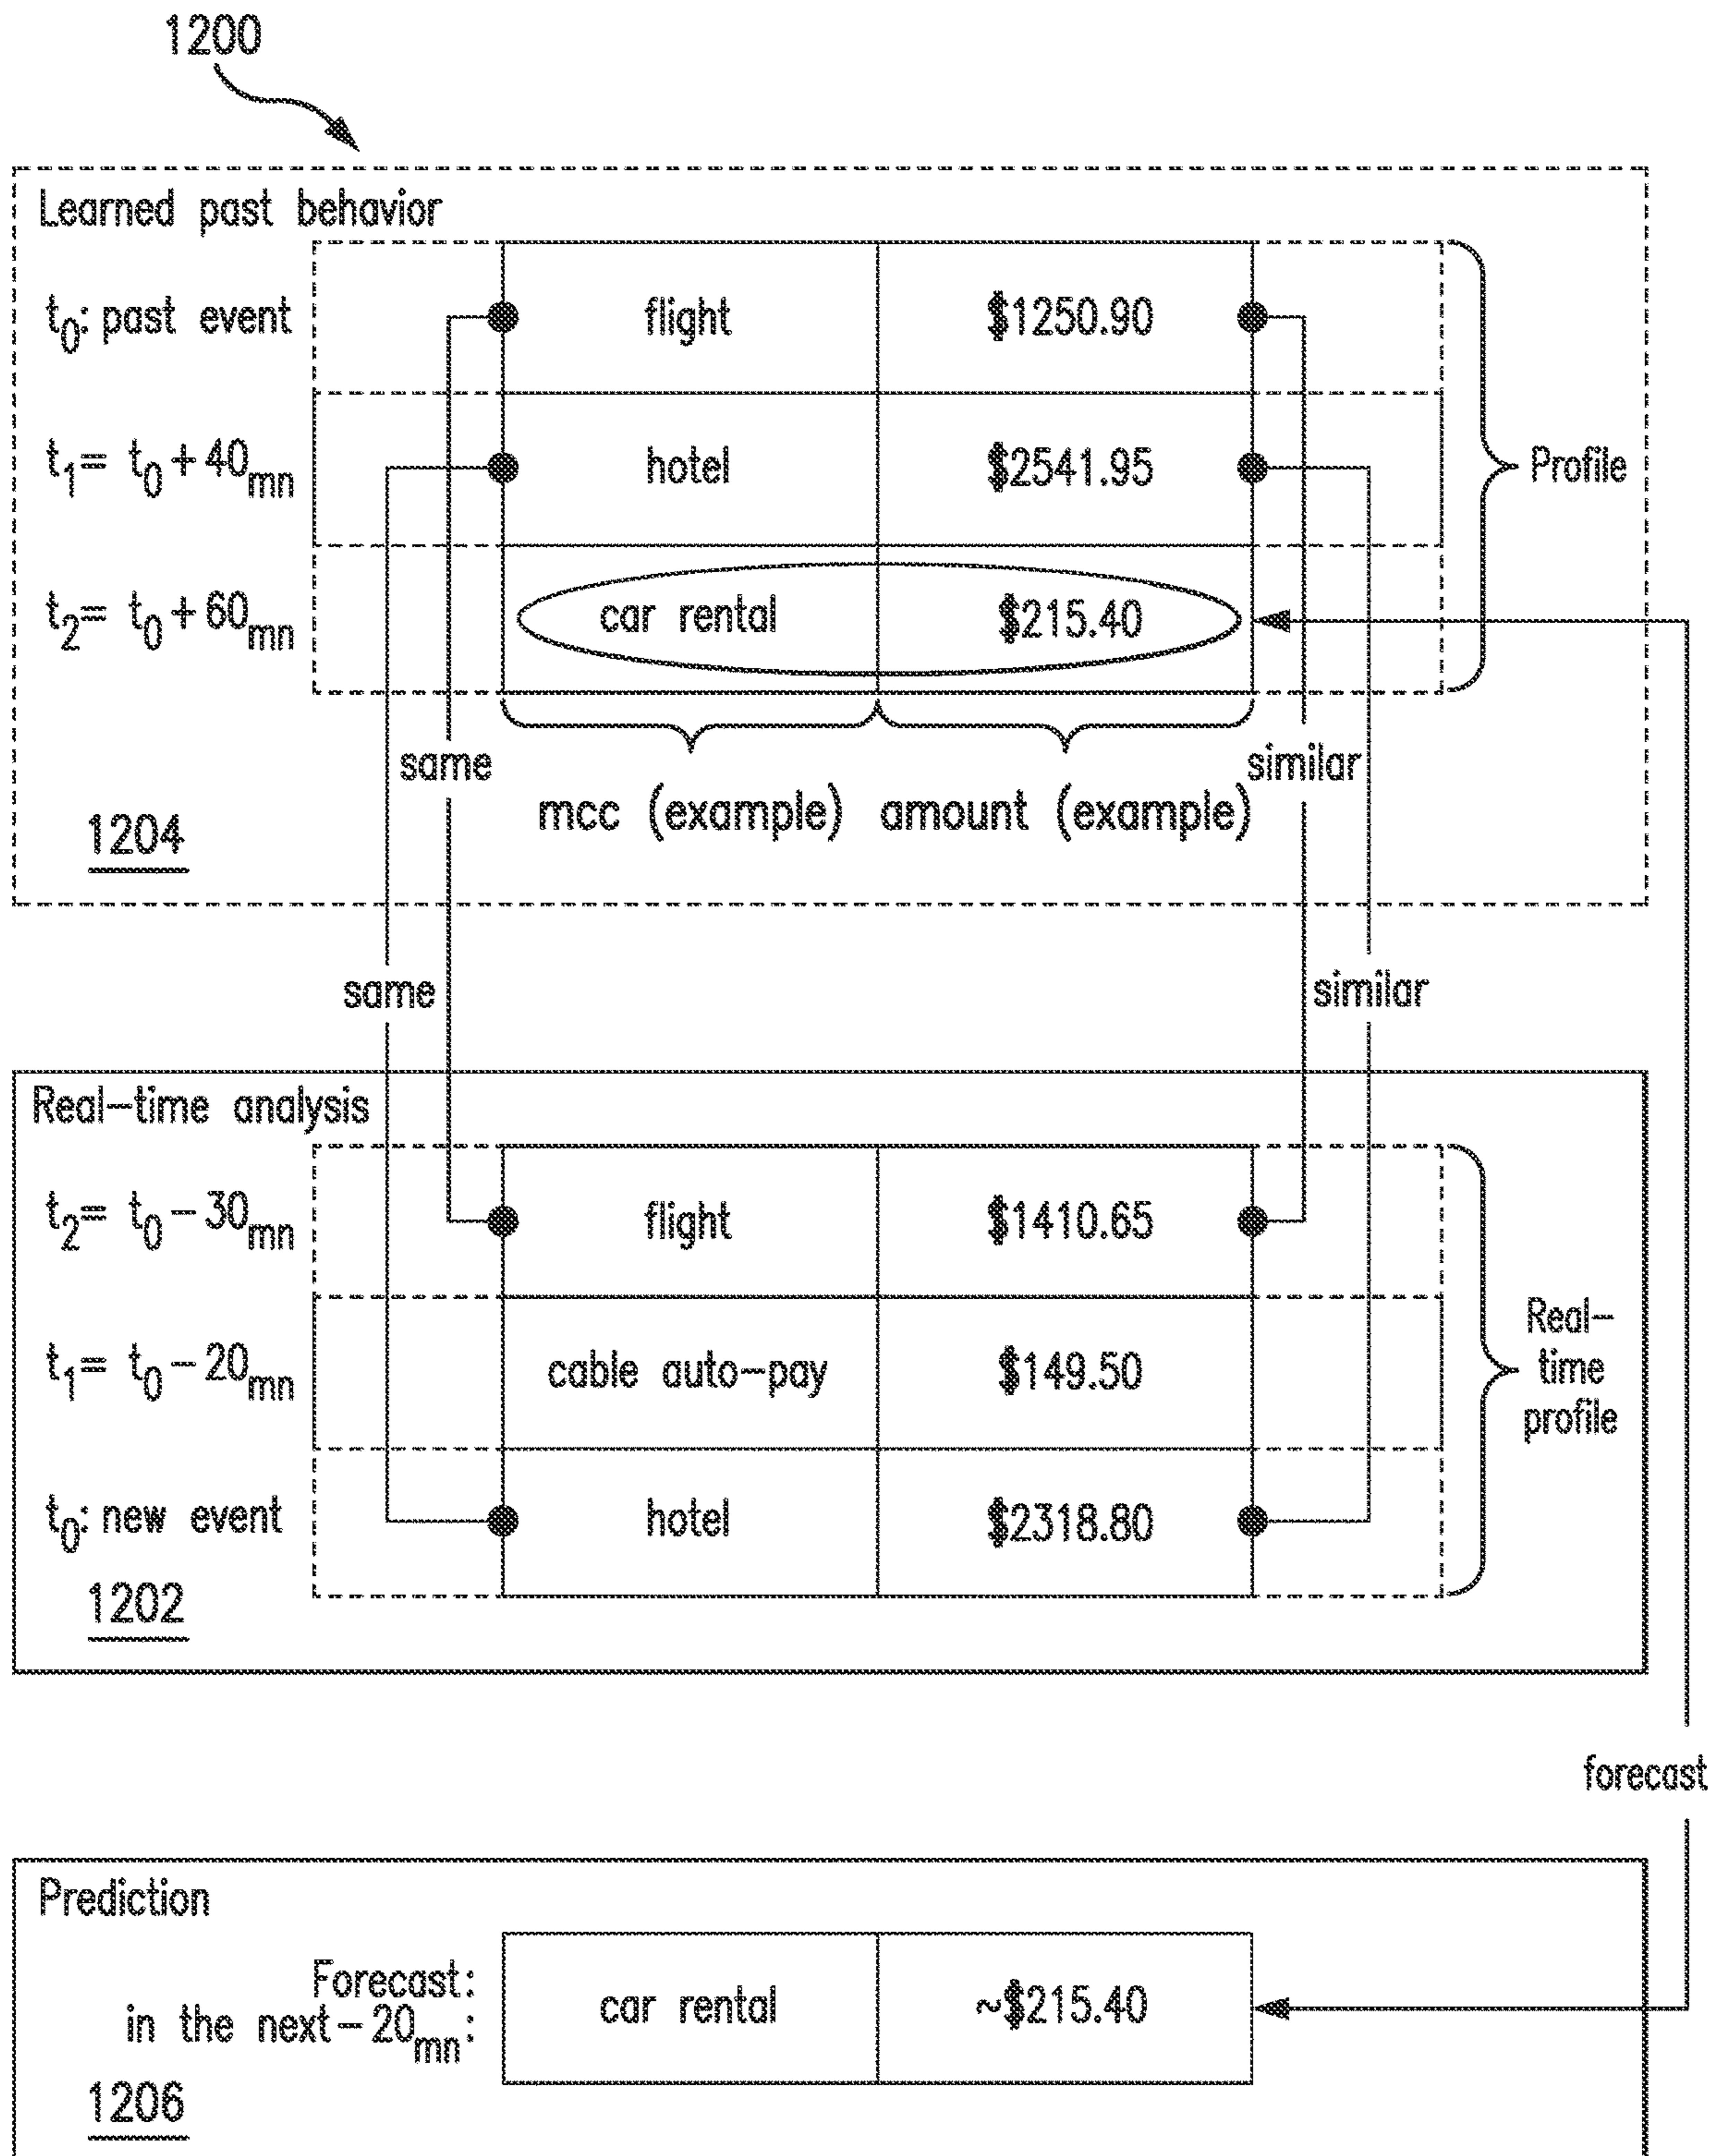 1200
Learned past behavior
t0: past event flight $1250.90
t1= t0+40mn hotel $2541.95
Profile
t2= t0+60mn car rental $215.40
same similar
mcc (example) amount (example)
1204
same similar
Real-time analysis
t2= t0-30mn flight $1410.65
t1= t0-20mn cable auto-pay $149.50
Real-
time
profile
t0: new event hotel $2318.80
1202
forecast
Prediction
Forecast:
in the next-20mn:
car rental ~$215.40
1206